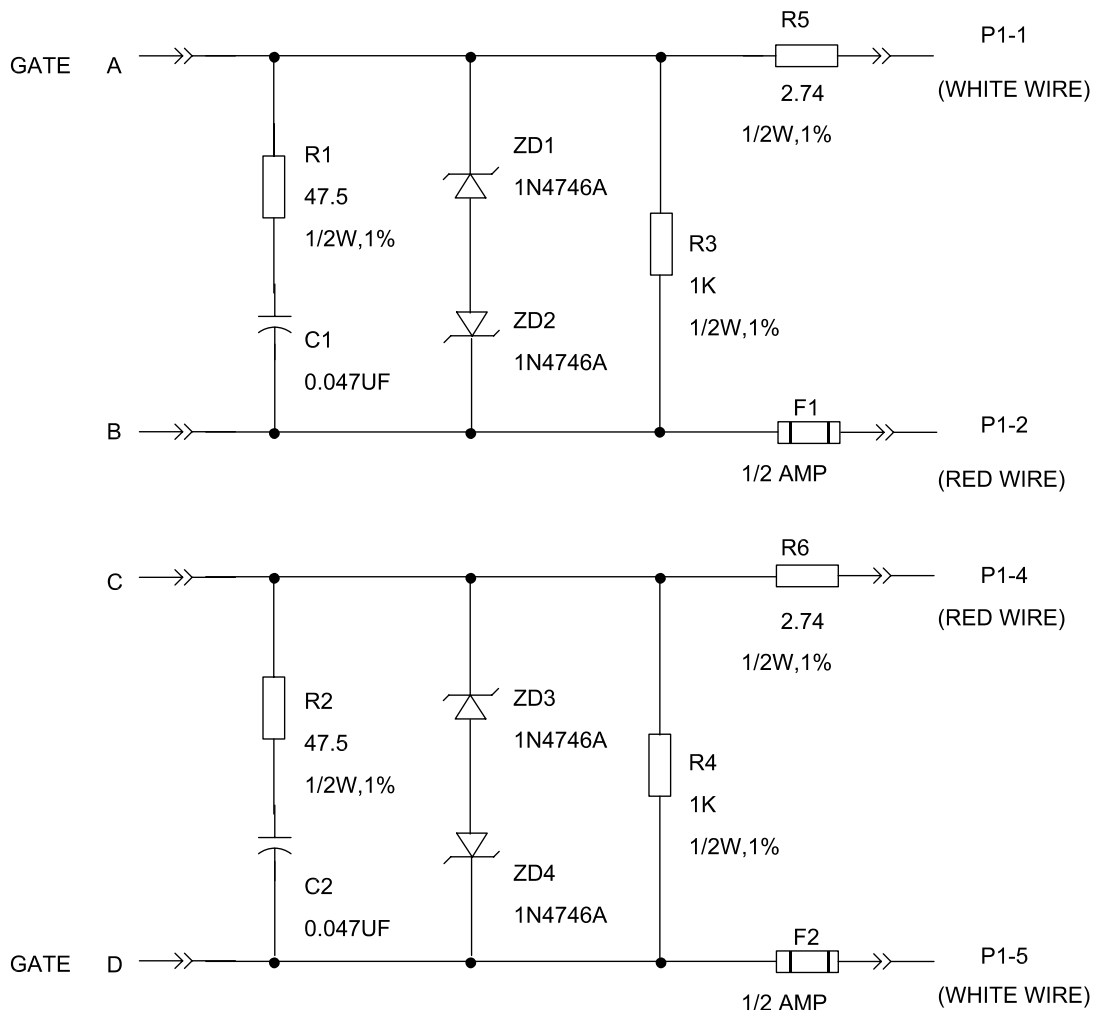 R5
P1-1
GATE A
2.74
(WHITE WIRE)
1/2W,1%
R1
47.5
1/2W,1%
ZD1
1N4746A
R3
1K
1/2W,1%
ZD2
1N4746A
C1
0.047UF
B
F1
P1-2
1/2 AMP
(RED WIRE)
R6
C
P1-4
2.74
(RED WIRE)
1/2W,1%
R2
47.5
1/2W,1%
ZD3
1N4746A
R4
1K
1/2W,1%
ZD4
1N4746A
C2
0.047UF
F2
GATE D
P1-5
1/2 AMP
(WHITE WIRE)